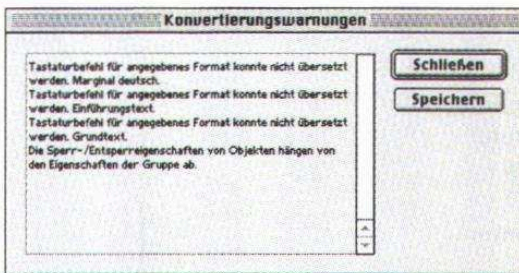 Konvertierungswarnungen
Tastaturbefehl für angegebenes Format konnte nicht übersetzt
werden. Marginal deutsch.
Tastaturbefehl für angegebenes Format konnte nicht übersetzt
werden. Einführungstext.
Tastaturbefehl für angegebenes Format konnte nicht übersetzt
werden. Grundtext.
Die Sperr-/Entsperreigenschaften von Objekten hängen von
den Eigenschaften der Gruppe ab.
Schließen
Speichern